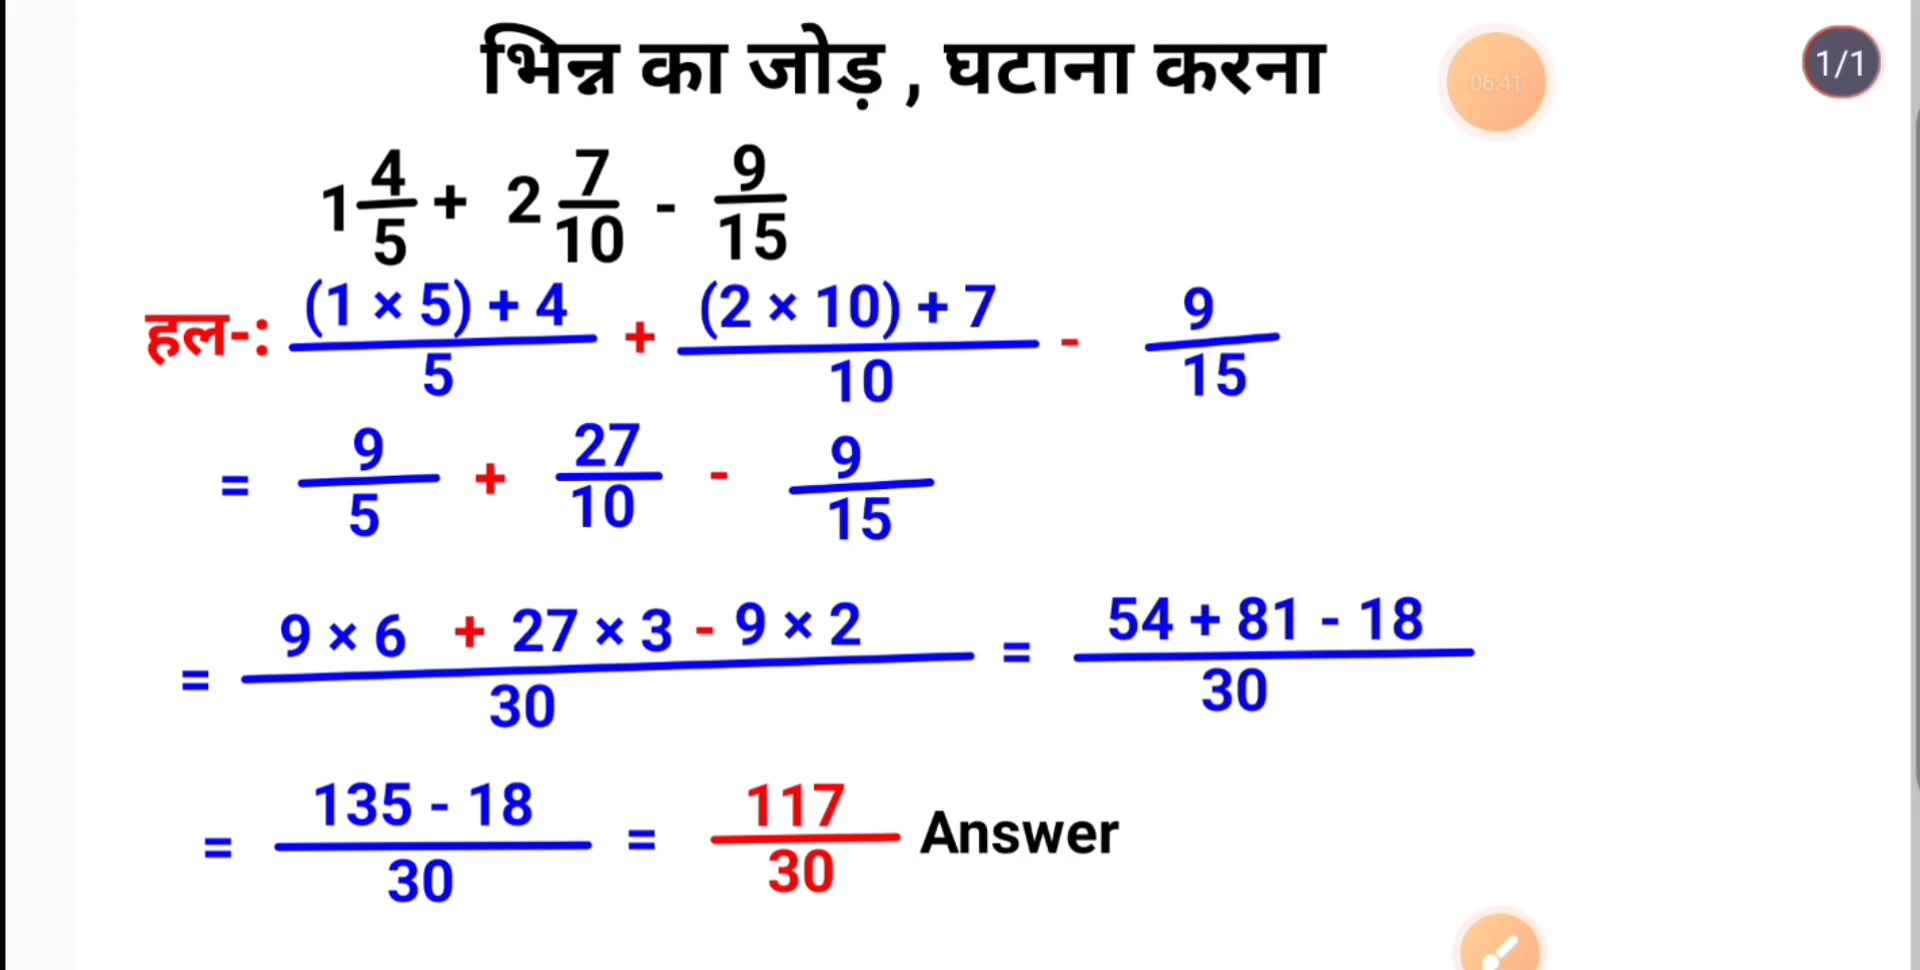 भिन्न का जोड़ , घटाना करना
06:41
1/1
1 4/5 + 2 7/10 - 9/15
हल-: (1 × 5) + 4 / 5 + (2 × 10) + 7 / 10 - 9 / 15
= 9/5 + 27/10 - 9/15
= 9 × 6 + 27 × 3 - 9 × 2 / 30 = 54 + 81 - 18 / 30
= 135 - 18 / 30 = 117/30 Answer